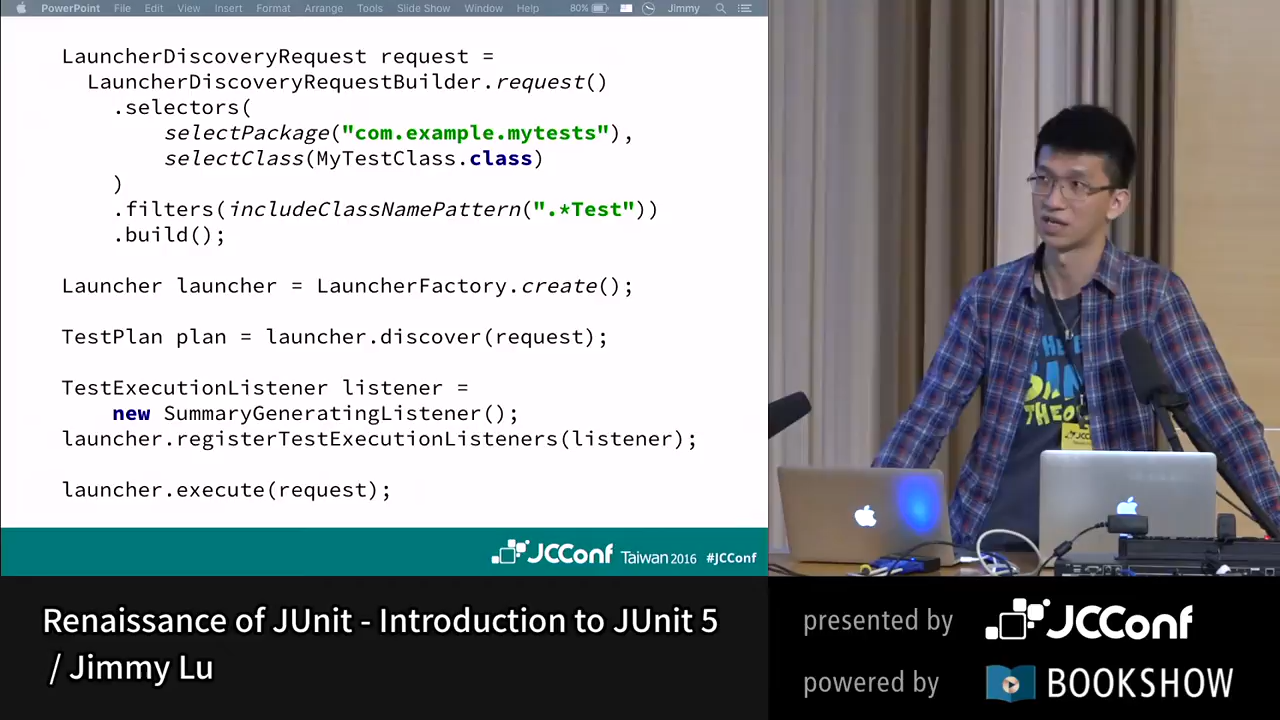 PowerPoint File Edit View Insert Format Arrange Tools Slide Show Window Help 80% Jimmy
LauncherDiscoveryRequest request =
LauncherDiscoveryRequestBuilder.request()
.selectors(
selectPackage("com.example.mytests"),
selectClass(MyTestClass.class)
)
.filters(includeClassNamePattern(".*Test"))
.build();
Launcher launcher = LauncherFactory.create();
TestPlan plan = launcher.discover(request);
TestExecutionListener listener =
new SummaryGeneratingListener();
launcher.registerTestExecutionListeners(listener);
launcher.execute(request);
JCConf Taiwan 2016 #JCConf
THE
THEO
JCC
Renaissance of JUnit - Introduction to JUnit 5
/ Jimmy Lu
presented by JCConf
powered by BOOKSHOW